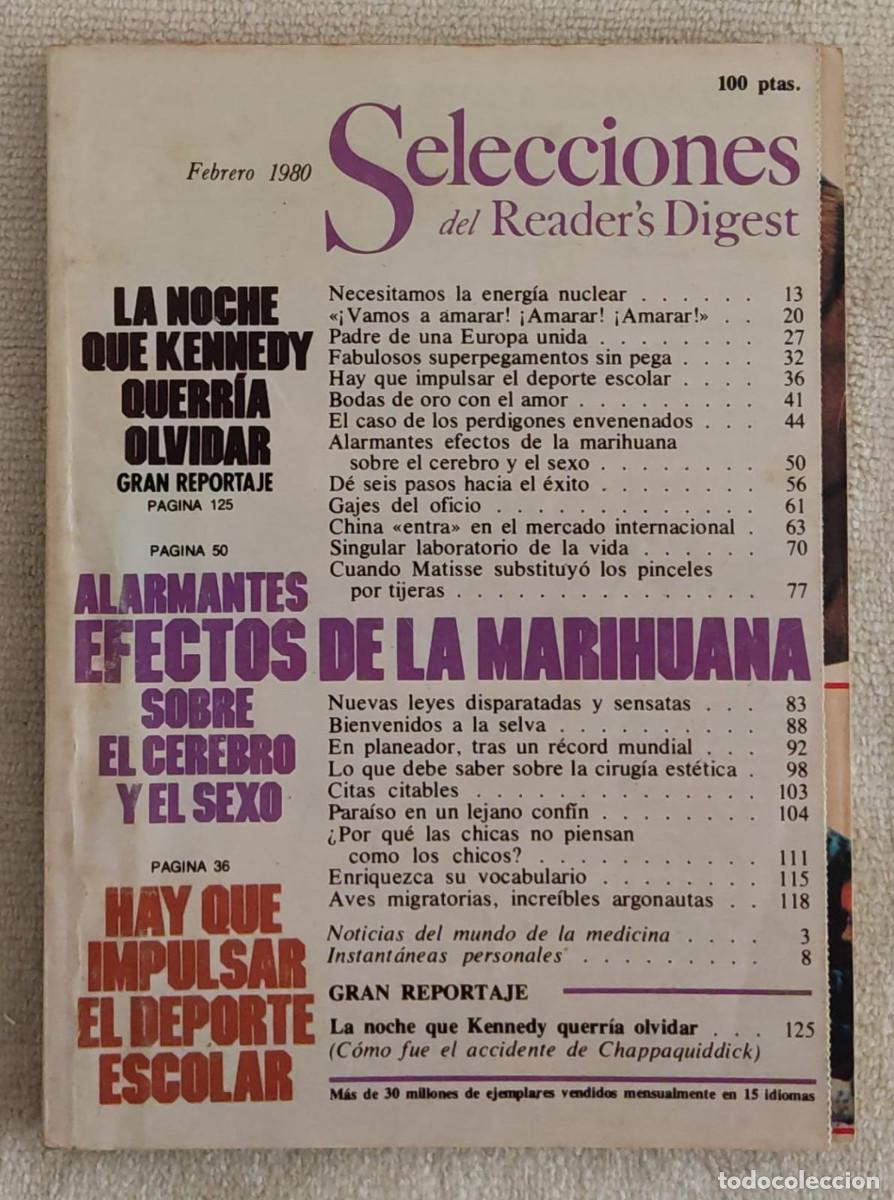 100 ptas.
Febrero 1980
Selecciones
del Reader's Digest
LA NOCHE
QUE KENNEDY
QUERRÍA
OLVIDAR
GRAN REPORTAJE
PAGINA 125
PAGINA 50
ALARMANTES
EFECTOS DE LA MARIHUANA
SOBRE
EL CEREBRO
Y EL SEXO
PAGINA 36
HAY QUE
IMPULSAR
EL DEPORTE
ESCOLAR
Necesitamos la energía nuclear . . . . . . 13
«¡Vamos a amarar! ¡Amarar! ¡Amarar!» . . 20
Padre de una Europa unida . . . . . . . . 27
Fabulosos superpegamentos sin pega . . . . 32
Hay que impulsar el deporte escolar . . . . 36
Bodas de oro con el amor . . . . . . . . . 41
El caso de los perdigones envenenados . . . 44
Alarmantes efectos de la marihuana
sobre el cerebro y el sexo . . . . . . . . 50
Dé seis pasos hacia el éxito . . . . . . . . 56
Gajes del oficio . . . . . . . . . . . . . 61
China «entra» en el mercado internacional . 63
Singular laboratorio de la vida . . . . . . 70
Cuando Matisse substituyó los pinceles
por tijeras . . . . . . . . . . . . . . . 77
Nuevas leyes disparatadas y sensatas . . . 83
Bienvenidos a la selva . . . . . . . . . . 88
En planeador, tras un récord mundial . . . 92
Lo que debe saber sobre la cirugía estética . 98
Citas citables . . . . . . . . . . . . . . 103
Paraíso en un lejano confín . . . . . . . . 104
¿Por qué las chicas no piensan
como los chicos? . . . . . . . . . . . 111
Enriquezca su vocabulario . . . . . . . . 115
Aves migratorias, increíbles argonautas . . 118
Noticias del mundo de la medicina . . . . 3
Instantáneas personales . . . . . . . . . 8
GRAN REPORTAJE
La noche que Kennedy querría olvidar . . . 125
(Cómo fue el accidente de Chappaquiddick)
Más de 30 millones de ejemplares vendidos mensualmente en 15 idiomas
todocoleccion